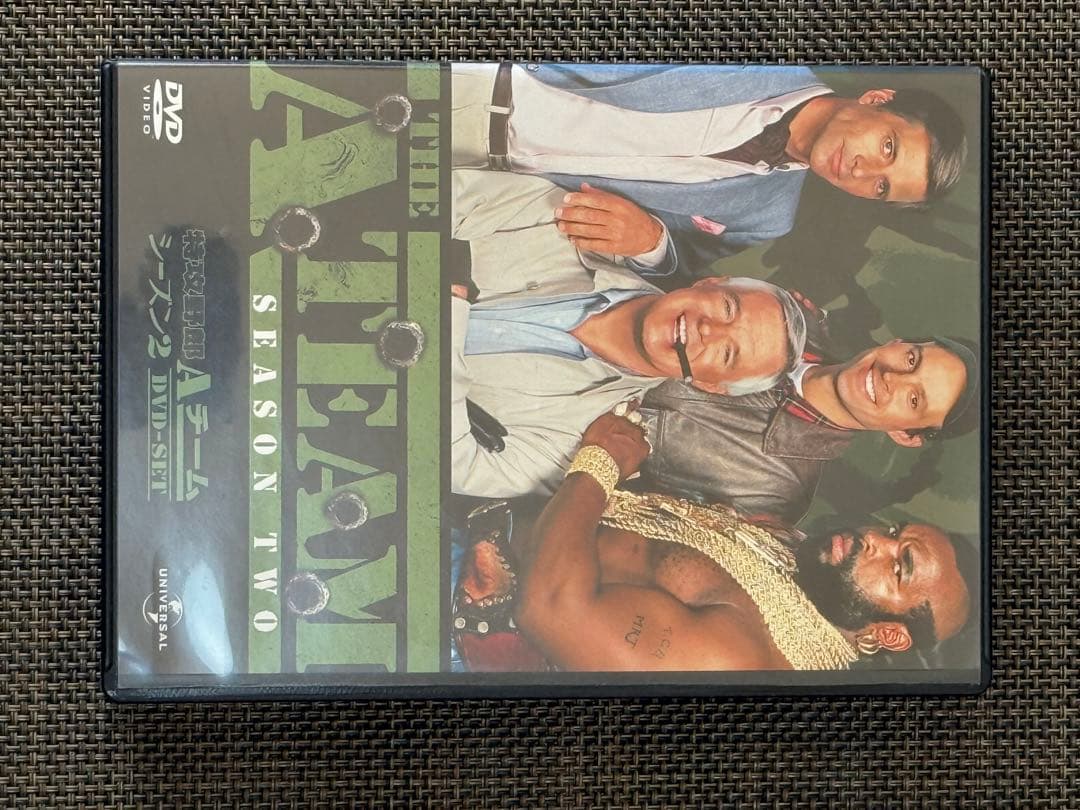 THE
A-TEAM
SEASON TWO
特攻野郎Aチーム
シーズン2 DVD-SET
DVD
VIDEO
UNIVERSAL